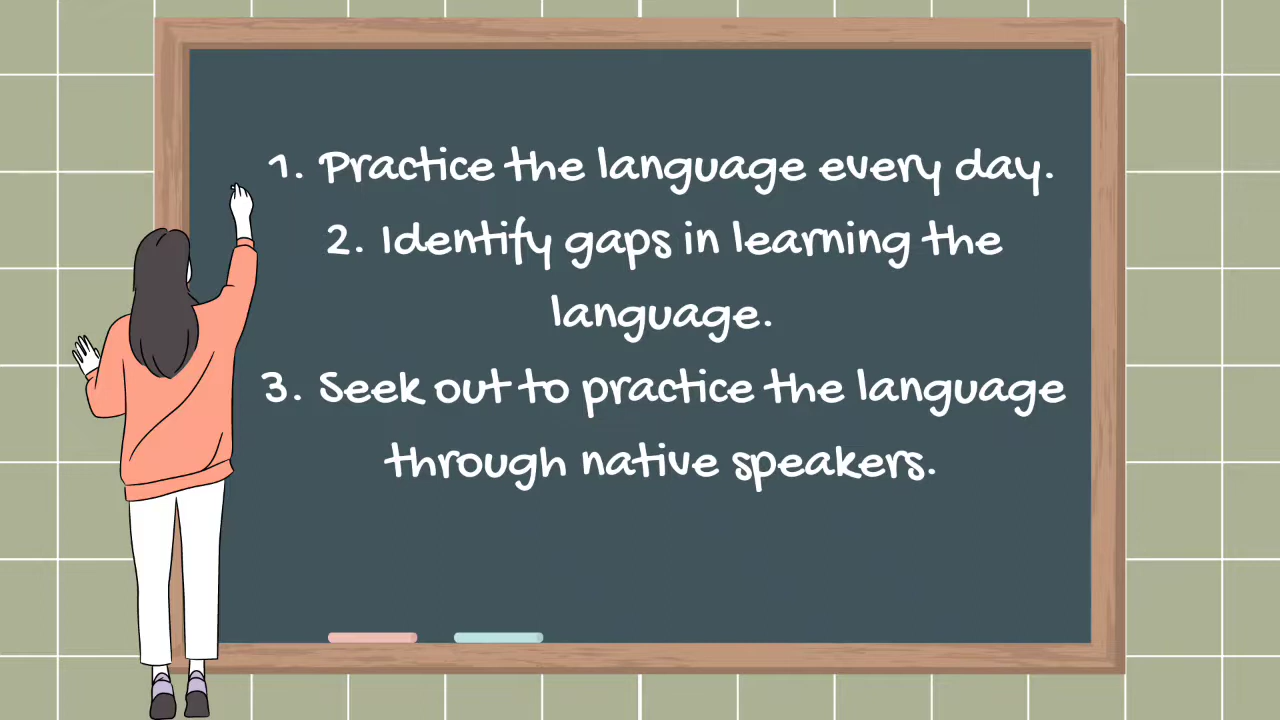 1. Practice the language every day.
2. Identify gaps in learning the
language.
3. Seek out to practice the language
through native speakers.